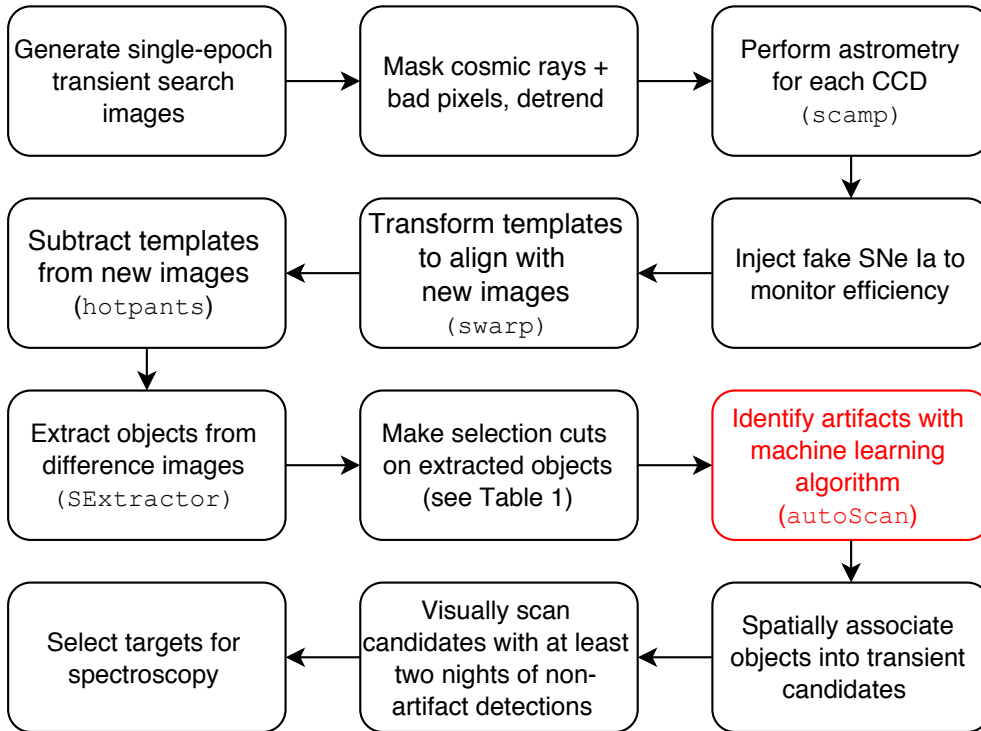 Generate single-epoch
transient search
images
Mask cosmic rays +
bad pixels, detrend
Perform astrometry
for each CCD
(scamp)
Inject fake SNe Ia to
monitor efficiency
Transform templates
to align with
new images
(swarp)
Subtract templates
from new images
(hotpants)
Extract objects from
difference images
(SExtractor)
Make selection cuts
on extracted objects
(see Table 1)
Identify artifacts with
machine learning
algorithm
(autoScan)
Spatially associate
objects into transient
candidates
Visually scan
candidates with at least
two nights of non-
artifact detections
Select targets for
spectroscopy